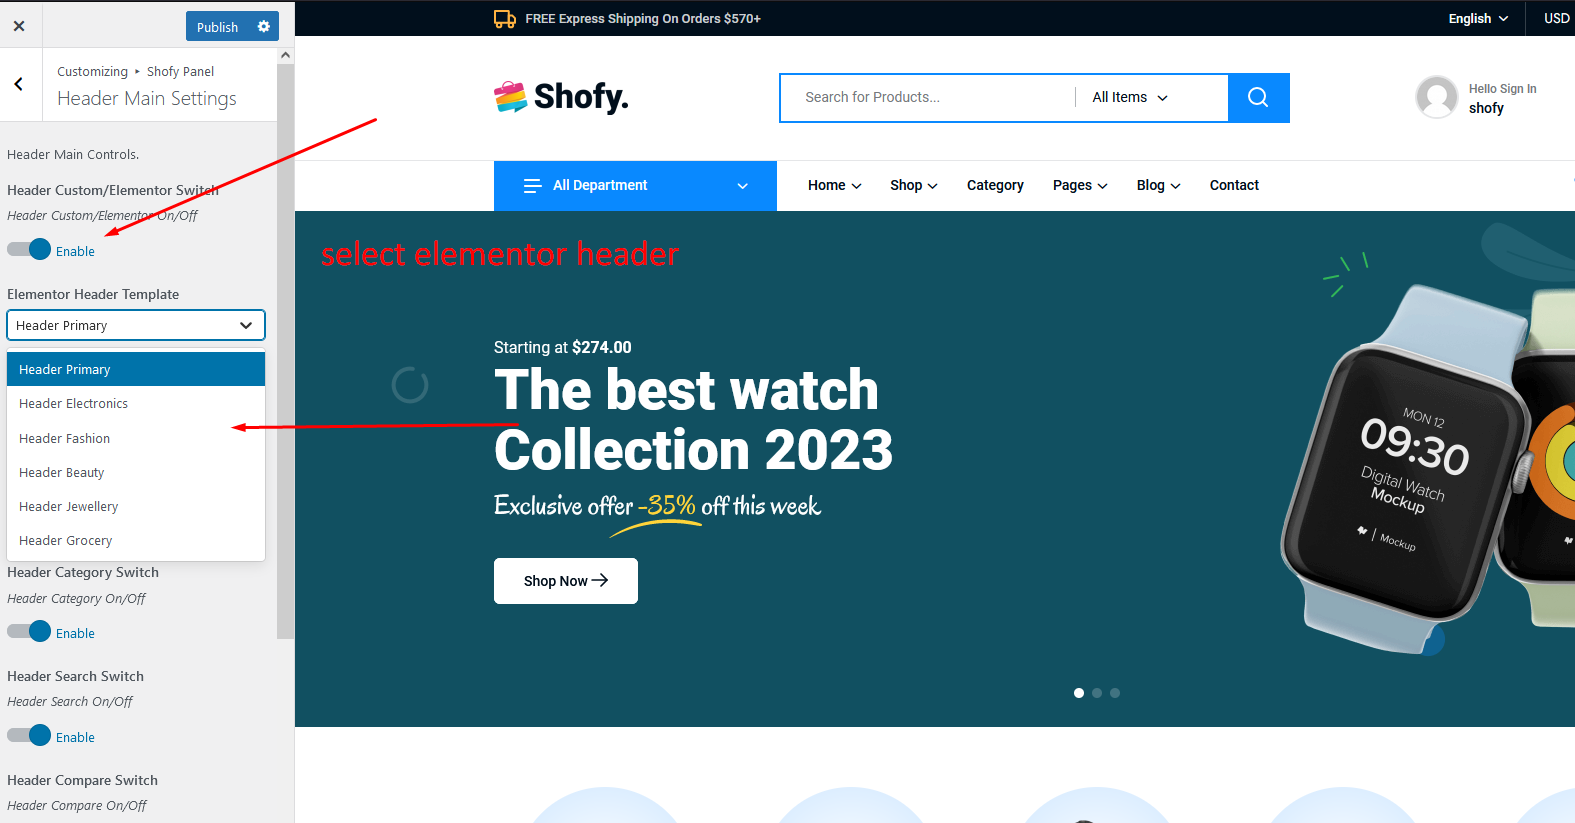 Publish
Customizing ▸ Shofy Panel
Header Main Settings
Header Main Controls.
Header Custom/Elementor Switch
Header Custom/Elementor On/Off
Enable
Elementor Header Template
Header Primary
Header Primary
Header Electronics
Header Fashion
Header Beauty
Header Jewellery
Header Grocery
Header Category Switch
Header Category On/Off
Enable
Header Search Switch
Header Search On/Off
Enable
Header Compare Switch
Header Compare On/Off
FREE Express Shipping On Orders $570+
English
USD
Shofy.
Search for Products...
All Items
Hello Sign In
shofy
All Department
Home
Shop
Category
Pages
Blog
Contact
select elementor header
Starting at $274.00
The best watch
Collection 2023
Exclusive offer -35% off this week
Shop Now
MON 12
09:30
Digital Watch
Mockup
Mockup